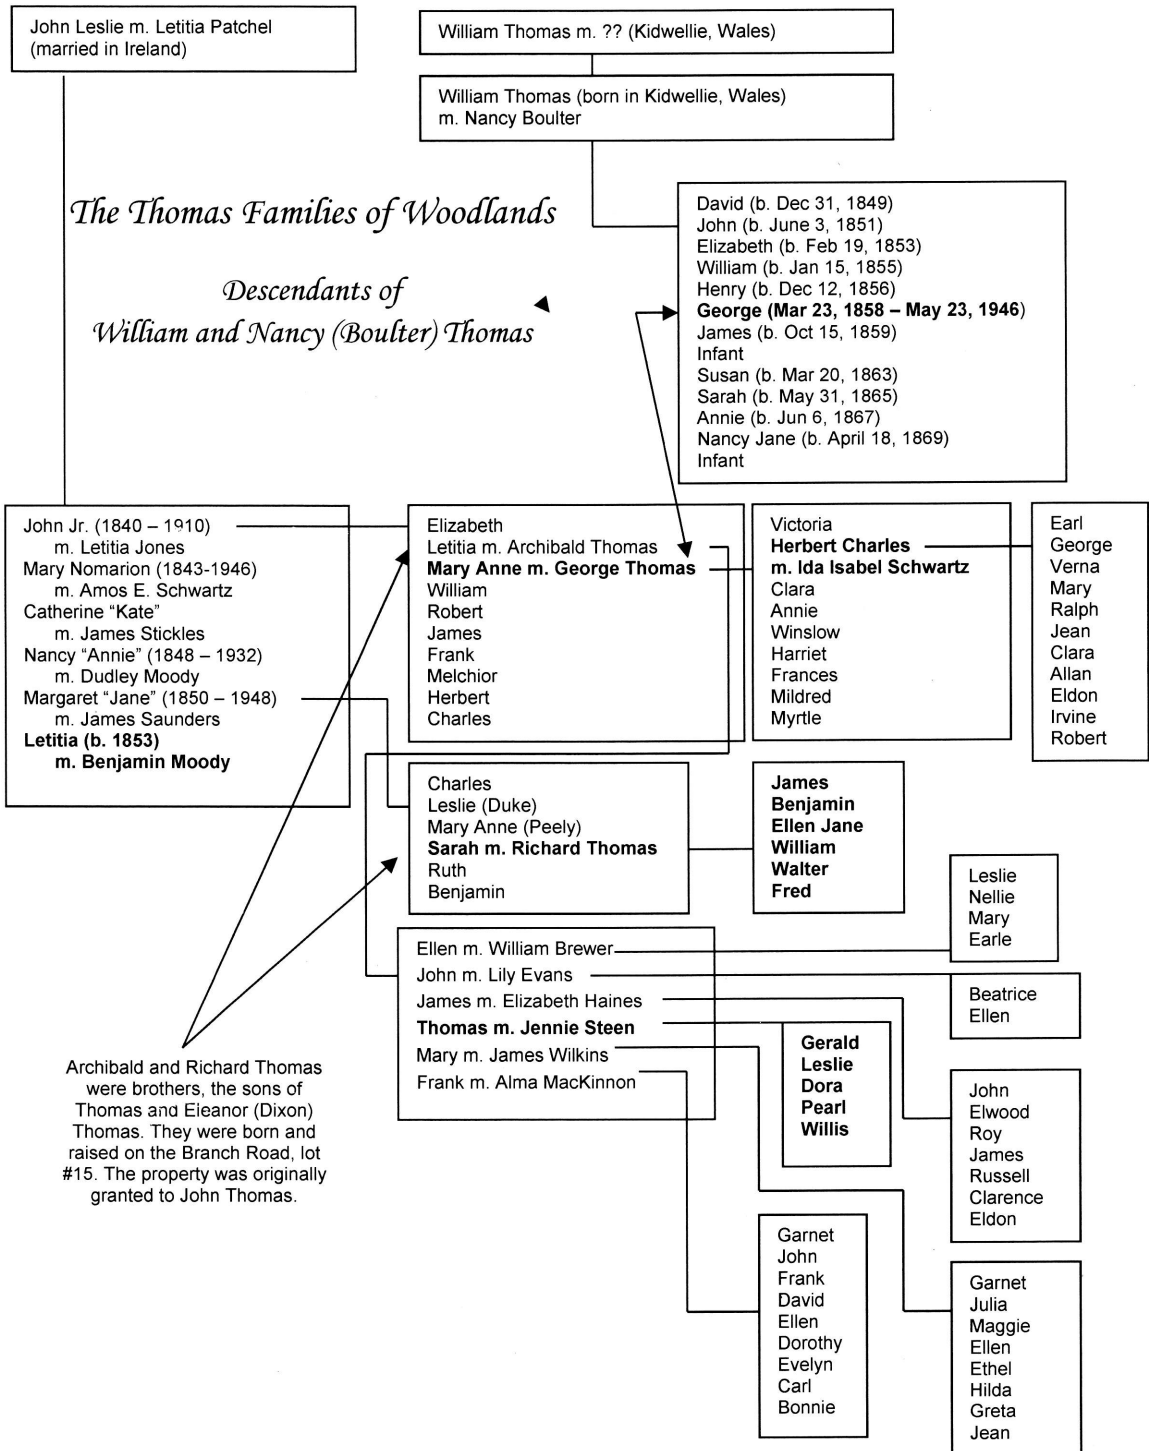 John Leslie m. Letitia Patchel
(married in Ireland)
William Thomas m. ?? (Kidwellie, Wales)
William Thomas (born in Kidwellie, Wales)
m. Nancy Boulter
The Thomas Families of Woodlands
Descendants of
William and Nancy (Boulter) Thomas
David (b. Dec 31, 1849)
John (b. June 3, 1851)
Elizabeth (b. Feb 19, 1853)
William (b. Jan 15, 1855)
Henry (b. Dec 12, 1856)
George (Mar 23, 1858 – May 23, 1946)
James (b. Oct 15, 1859)
Infant
Susan (b. Mar 20, 1863)
Sarah (b. May 31, 1865)
Annie (b. Jun 6, 1867)
Nancy Jane (b. April 18, 1869)
Infant
John Jr. (1840 – 1910)
m. Letitia Jones
Mary Nomarion (1843-1946)
m. Amos E. Schwartz
Catherine “Kate”
m. James Stickles
Nancy “Annie” (1848 – 1932)
m. Dudley Moody
Margaret “Jane” (1850 – 1948)
m. James Saunders
Letitia (b. 1853)
m. Benjamin Moody
Elizabeth
Letitia m. Archibald Thomas
Mary Anne m. George Thomas
William
Robert
James
Frank
Melchior
Herbert
Charles
Victoria
Herbert Charles
m. Ida Isabel Schwartz
Clara
Annie
Winslow
Harriet
Frances
Mildred
Myrtle
Earl
George
Verna
Mary
Ralph
Jean
Clara
Allan
Eldon
Irvine
Robert
Charles
Leslie (Duke)
Mary Anne (Peely)
Sarah m. Richard Thomas
Ruth
Benjamin
James
Benjamin
Ellen Jane
William
Walter
Fred
Ellen m. William Brewer
John m. Lily Evans
James m. Elizabeth Haines
Thomas m. Jennie Steen
Mary m. James Wilkins
Frank m. Alma MacKinnon
Leslie
Nellie
Mary
Earle
Beatrice
Ellen
Gerald
Leslie
Dora
Pearl
Willis
John
Elwood
Roy
James
Russell
Clarence
Eldon
Archibald and Richard Thomas
were brothers, the sons of
Thomas and Eleanor (Dixon)
Thomas. They were born and
raised on the Branch Road, lot
#15. The property was originally
granted to John Thomas.
Garnet
John
Frank
David
Ellen
Dorothy
Evelyn
Carl
Bonnie
Garnet
Julia
Maggie
Ellen
Ethel
Hilda
Greta
Jean